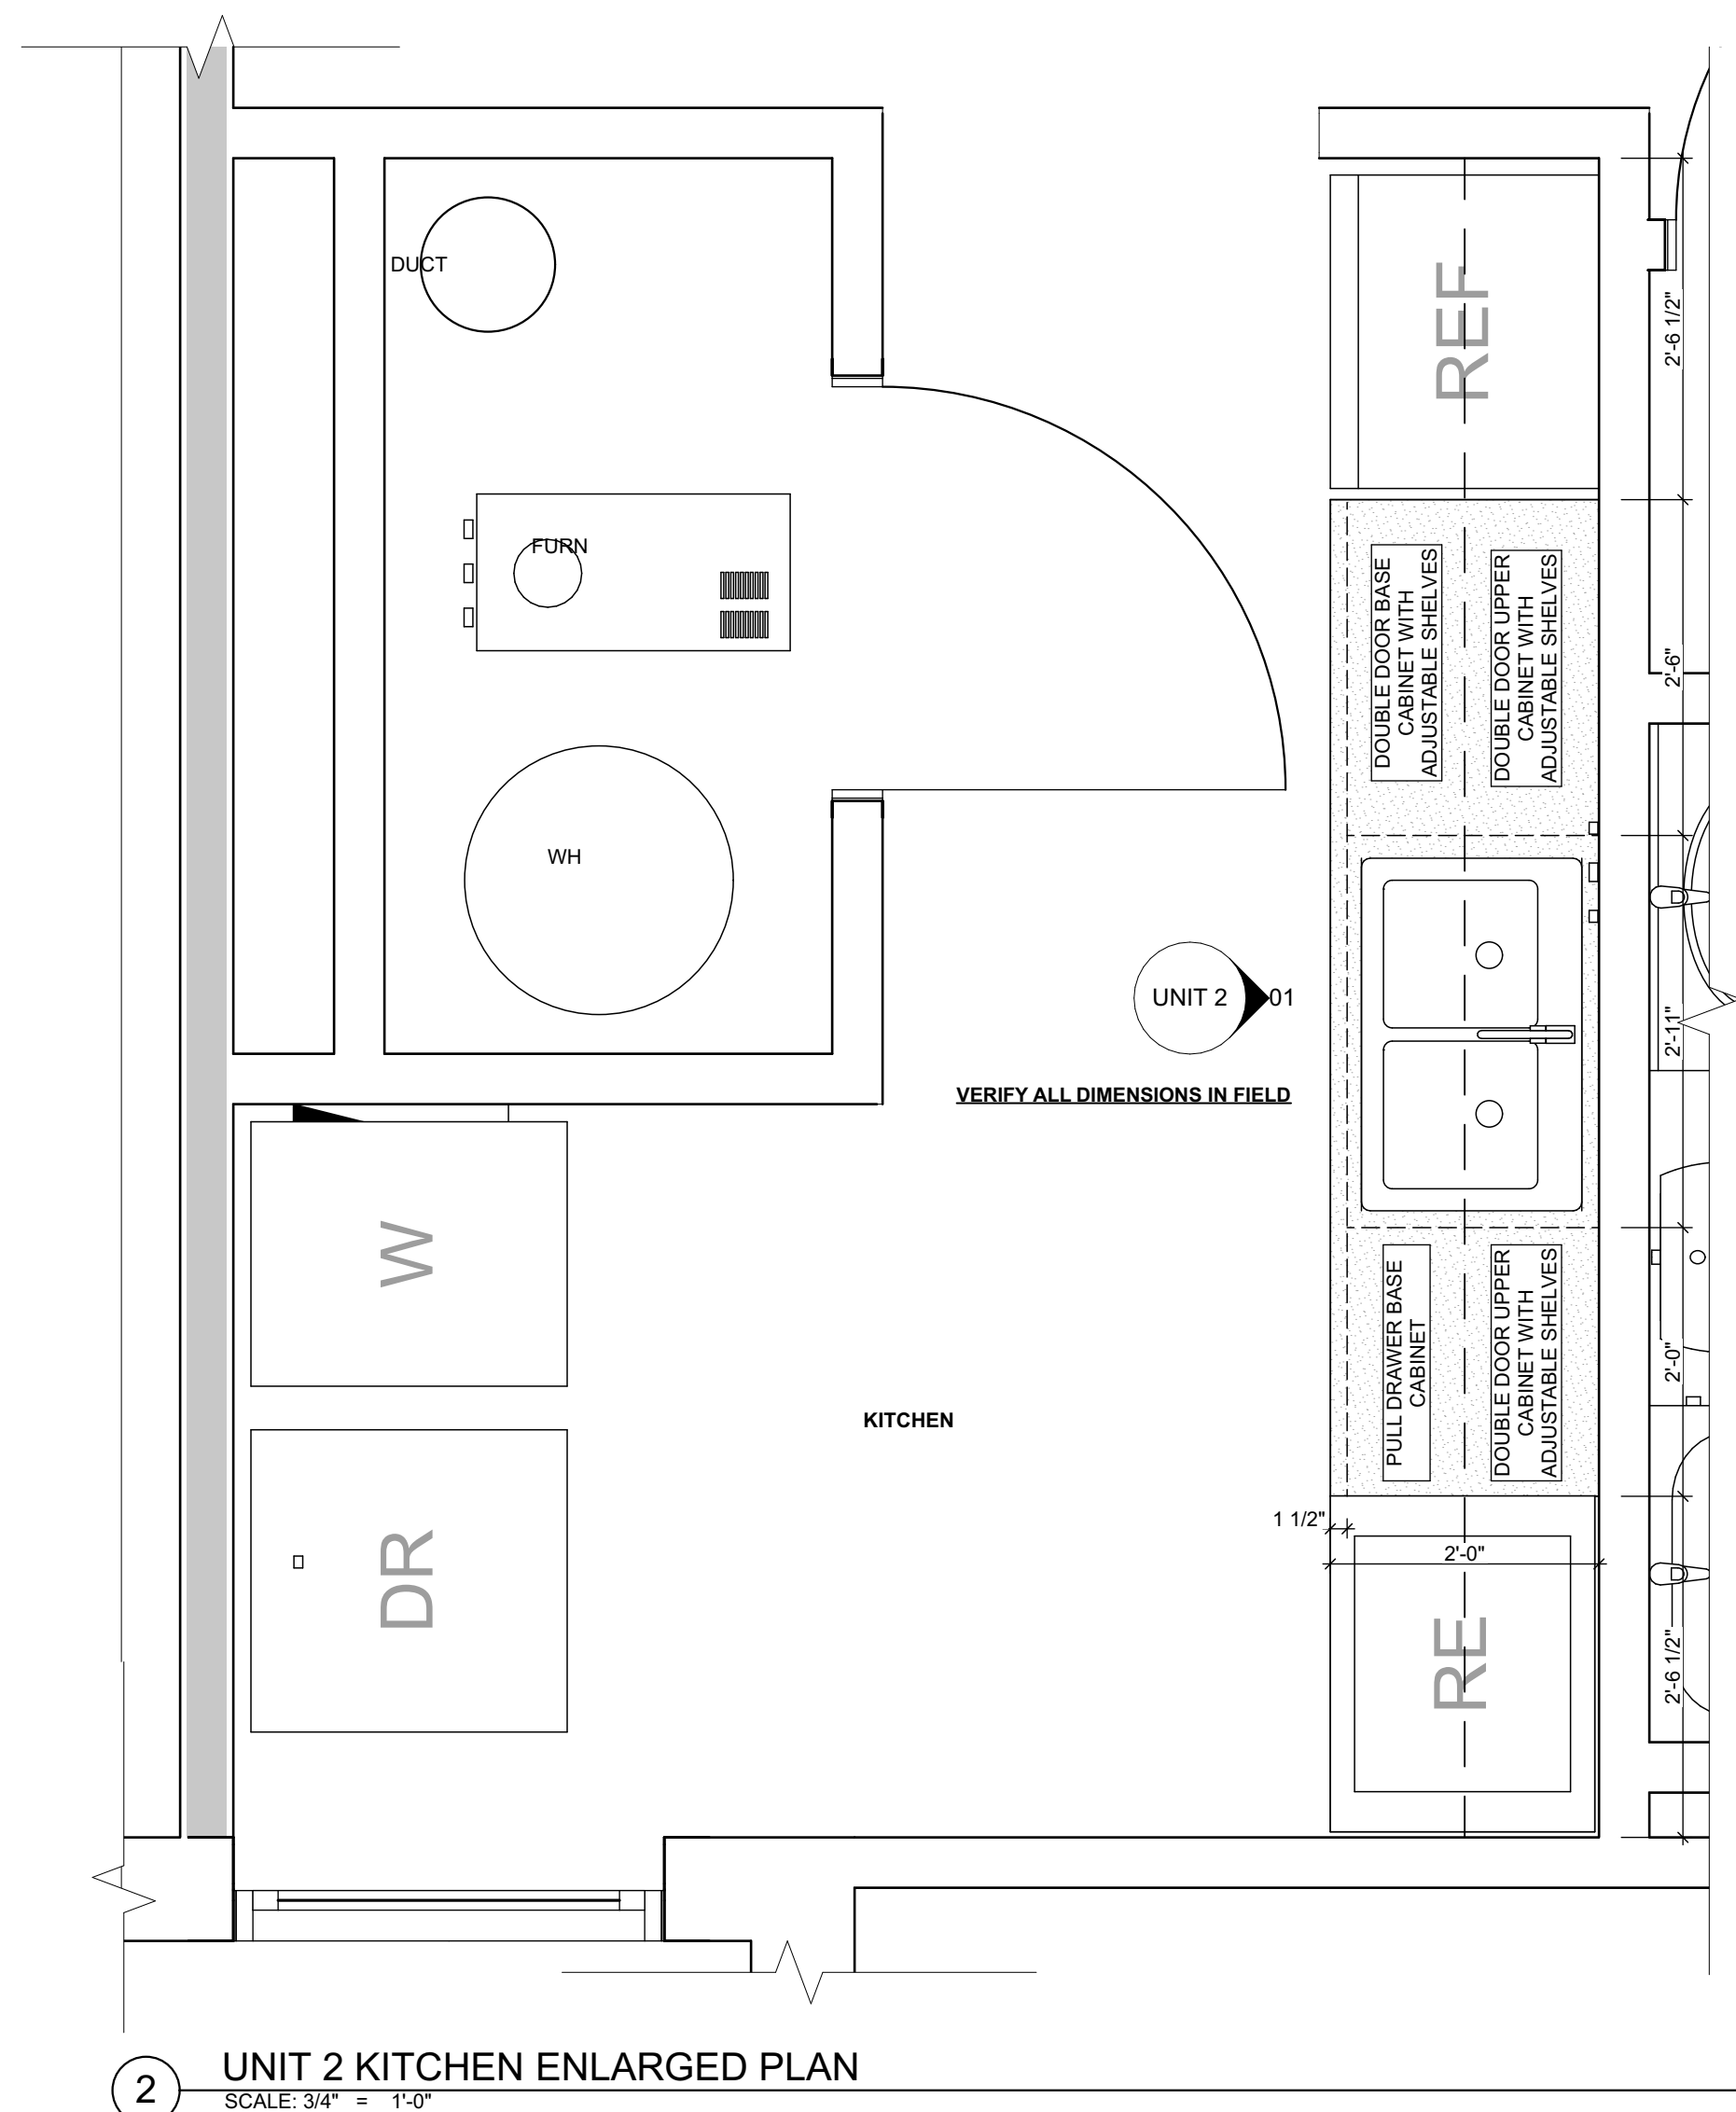 DUCT
REF
2'-6 1/2"
FURN
DOUBLE DOOR BASE
CABINET WITH
ADJUSTABLE SHELVES
DOUBLE DOOR UPPER
CABINET WITH
ADJUSTABLE SHELVES
2'-6"
WH
UNIT 2
01
2'-11"
VERIFY ALL DIMENSIONS IN FIELD
W
PULL DRAWER BASE
CABINET
DOUBLE DOOR UPPER
CABINET WITH
ADJUSTABLE SHELVES
2'-0"
KITCHEN
1 1/2"
2'-0"
DR
RE
2'-6 1/2"
2
UNIT 2 KITCHEN ENLARGED PLAN
SCALE: 3/4" = 1'-0"